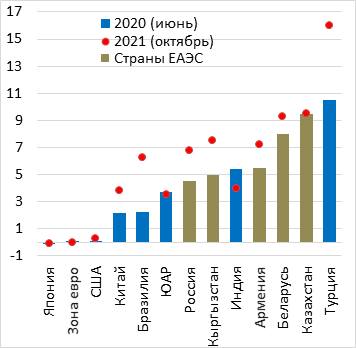 17
15
13
11
9
7
5
3
1
-1
2020 (июнь)
2021 (октябрь)
Страны ЕАЭС
Япония
Зона евро
США
Китай
Бразилия
ЮАР
Россия
Кыргызстан
Индия
Армения
Беларусь
Казахстан
Турция